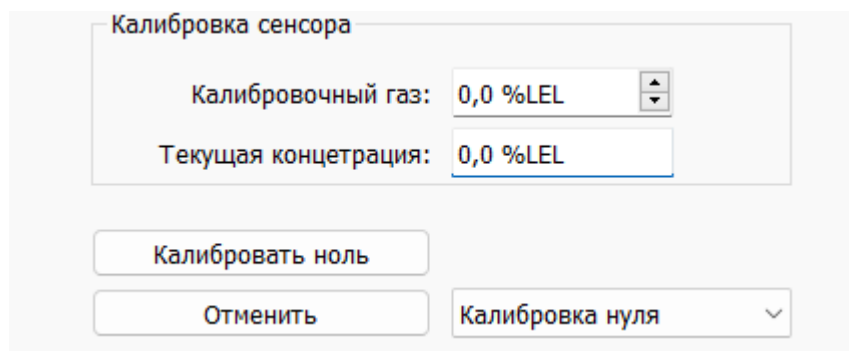 Калибровка сенсора
Калибровочный газ: 0,0 %LEL
Текущая концетрация: 0,0 %LEL
Калибровать ноль
Отменить Калибровка нуля